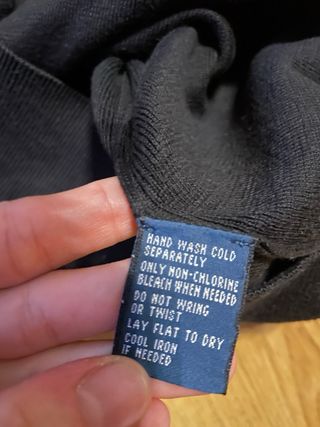 HAND WASH COLD
SEPARATELY
ONLY NON-CHLORINE
BLEACH WHEN NEEDED
DO NOT WRING
OR TWIST
LAY FLAT TO DRY
COOL IRON
IF NEEDED